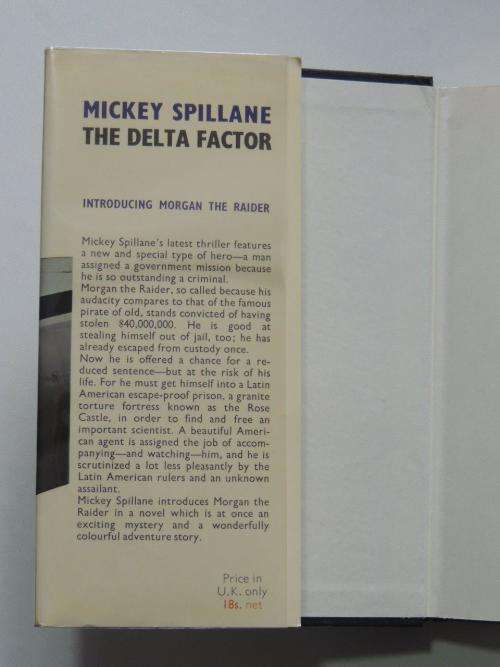 MICKEY SPILLANE
THE DELTA FACTOR
INTRODUCING MORGAN THE RAIDER
Mickey Spillane's latest thriller features
a new and special type of hero—a man
assigned a government mission because
he is so outstanding a criminal.
Morgan the Raider, so called because his
audacity compares to that of the famous
pirate of old, stands convicted of having
stolen 840,000,000. He is good at
stealing himself out of jail, too; he has
already escaped from custody once.
Now he is offered a chance for a re-
duced sentence—but at the risk of his
life. For he must get himself into a Latin
American escape-proof prison, a granite
torture fortress known as the Rose
Castle, in order to find and free an
important scientist. A beautiful Ameri-
can agent is assigned the job of accom-
panying—and watching—him, and he is
scrutinized a lot less pleasantly by the
Latin American rulers and an unknown
assailant.
Mickey Spillane introduces Morgan the
Raider in a novel which is at once an
exciting mystery and a wonderfully
colourful adventure story.
Price in
U.K. only
18s. net